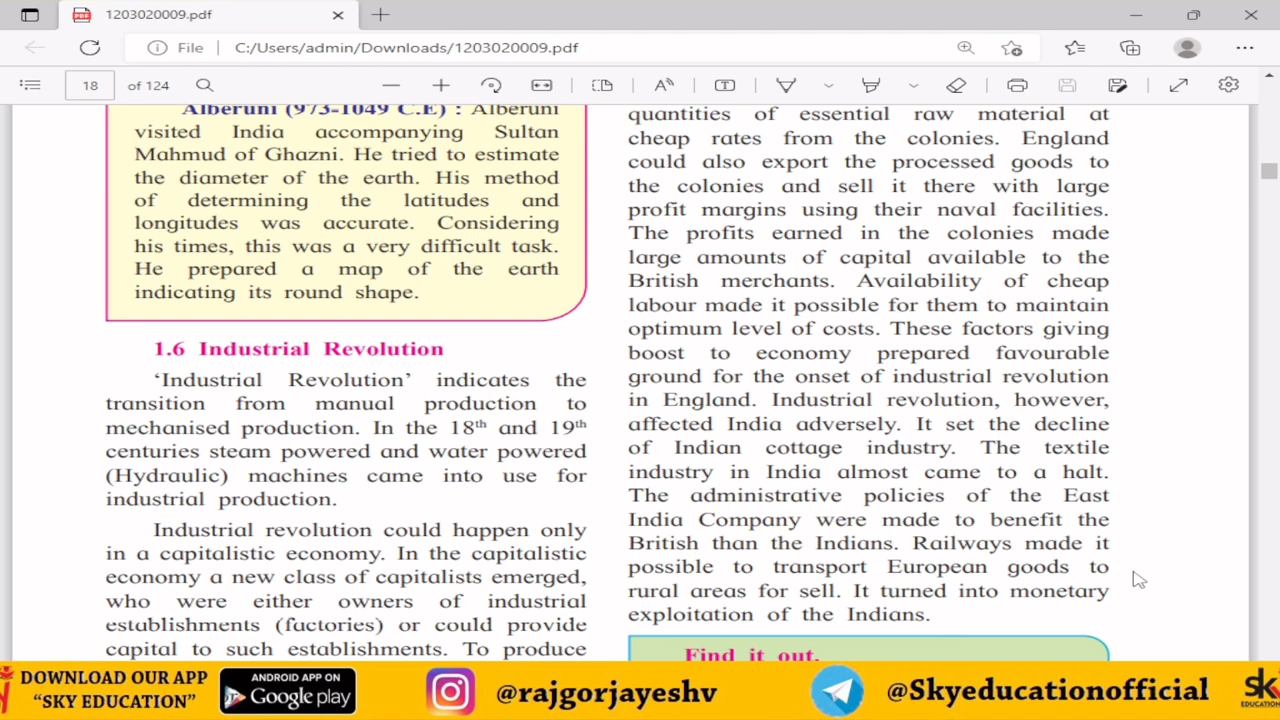 1203020009.pdf
File
C:/Users/admin/Downloads/1203020009.pdf
18
of 124
Alberuni (973-1049 C.E) : Alberuni
visited India accompanying Sultan
Mahmud of Ghazni. He tried to estimate
the diameter of the earth. His method
of determining the latitudes and
longitudes was accurate. Considering
his times, this was a very difficult task.
He prepared a map of the earth
indicating its round shape.
1.6 Industrial Revolution
‘Industrial Revolution’ indicates the
transition from manual production to
mechanised production. In the 18th and 19th
centuries steam powered and water powered
(Hydraulic) machines came into use for
industrial production.
Industrial revolution could happen only
in a capitalistic economy. In the capitalistic
economy a new class of capitalists emerged,
who were either owners of industrial
establishments (factories) or could provide
capital to such establishments. To produce
quantities of essential raw material at
cheap rates from the colonies. England
could also export the processed goods to
the colonies and sell it there with large
profit margins using their naval facilities.
The profits earned in the colonies made
large amounts of capital available to the
British merchants. Availability of cheap
labour made it possible for them to maintain
optimum level of costs. These factors giving
boost to economy prepared favourable
ground for the onset of industrial revolution
in England. Industrial revolution, however,
affected India adversely. It set the decline
of Indian cottage industry. The textile
industry in India almost came to a halt.
The administrative policies of the East
India Company were made to benefit the
British than the Indians. Railways made it
possible to transport European goods to
rural areas for sell. It turned into monetary
exploitation of the Indians.
Find it out.
DOWNLOAD OUR APP
“SKY EDUCATION”
ANDROID APP ON
Google play
@rajgorjayeshv
@Skyeducationofficial